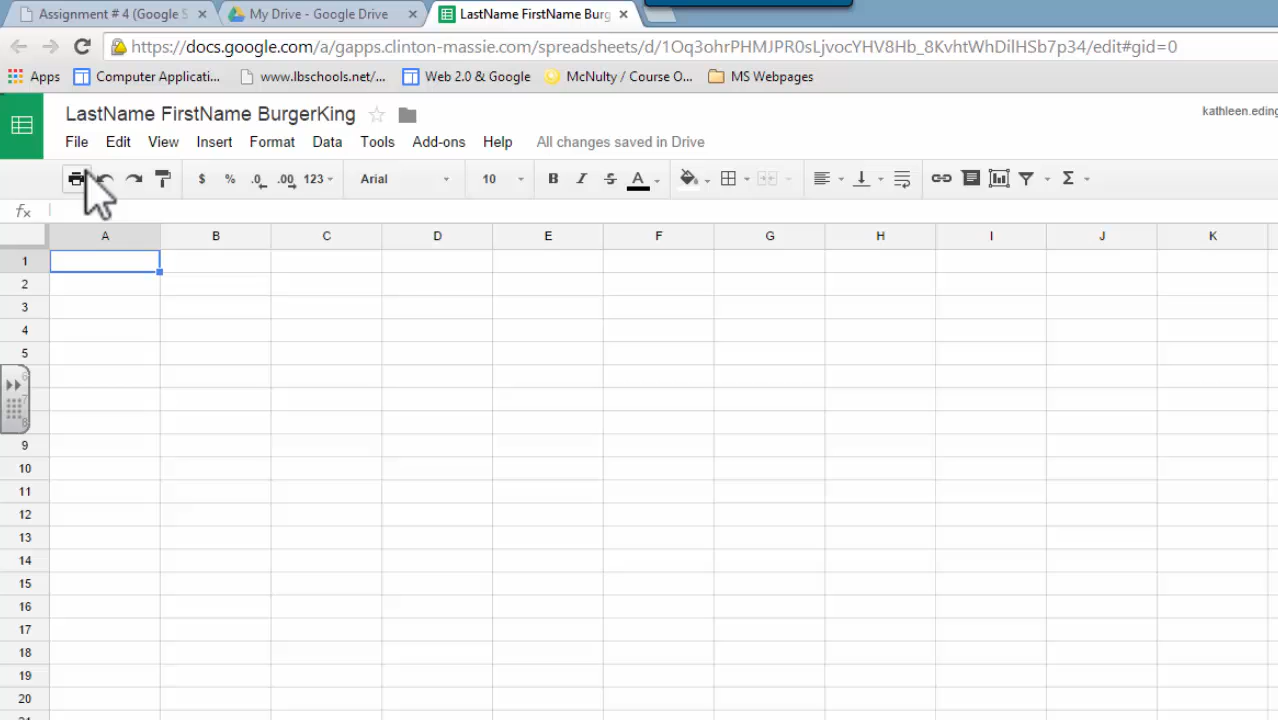 Assignment # 4 (Google S
My Drive - Google Drive
LastName FirstName Burg
https://docs.google.com/a/gapps.clinton-massie.com/spreadsheets/d/1Oq3ohrPHMJPR0sLjvocYHV8Hb_8KvhtWhDilHSb7p34/edit#gid=0
Apps Computer Applicati... www.lbschools.net/... Web 2.0 & Google McNulty / Course O... MS Webpages
LastName FirstName BurgerKing
kathleen.eding
File Edit View Insert Format Data Tools Add-ons Help All changes saved in Drive
$ % .0 .00 123 Arial 10 B I S A Σ
fx
A B C D E F G H I J K
1
2
3
4
5
6
7
8
9
10
11
12
13
14
15
16
17
18
19
20